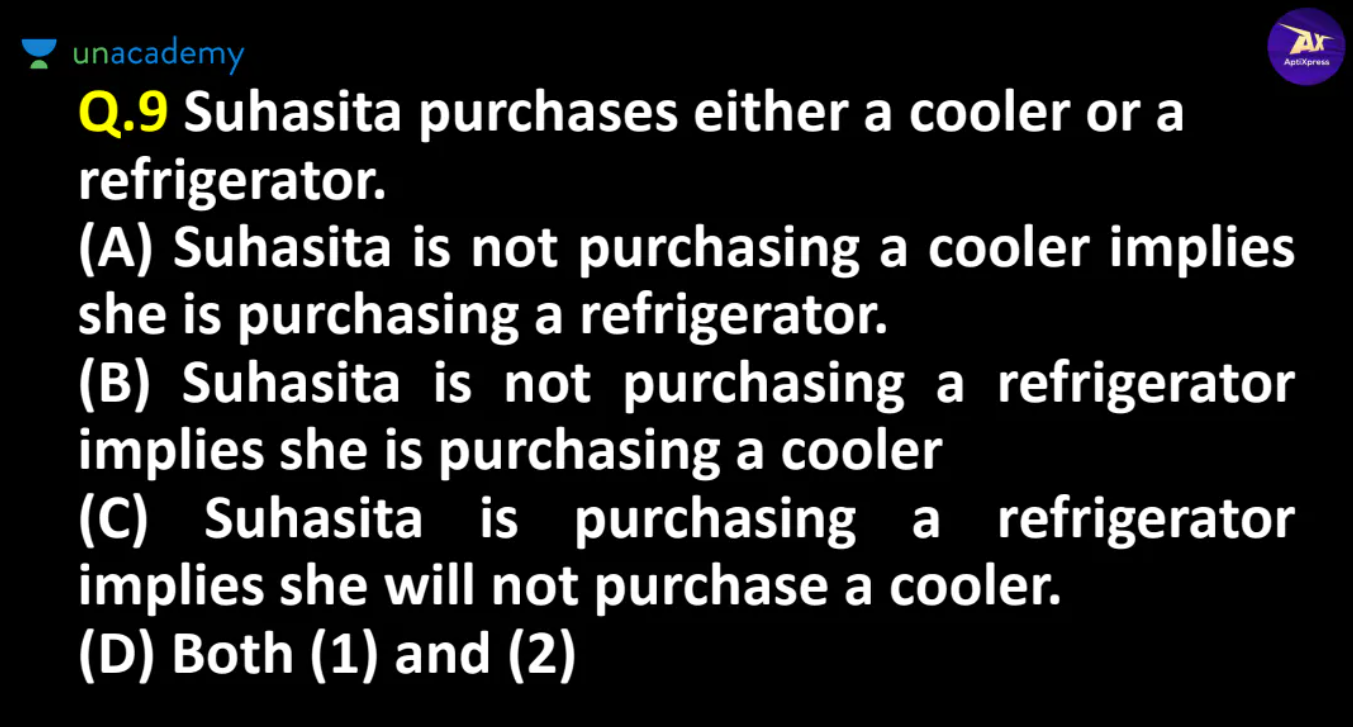 unacademy
AX
AptiXpress
Q.9 Suhasita purchases either a cooler or a
refrigerator.
(A) Suhasita is not purchasing a cooler implies
she is purchasing a refrigerator.
(B) Suhasita is not purchasing a refrigerator
implies she is purchasing a cooler
(C) Suhasita is purchasing a refrigerator
implies she will not purchase a cooler.
(D) Both (1) and (2)